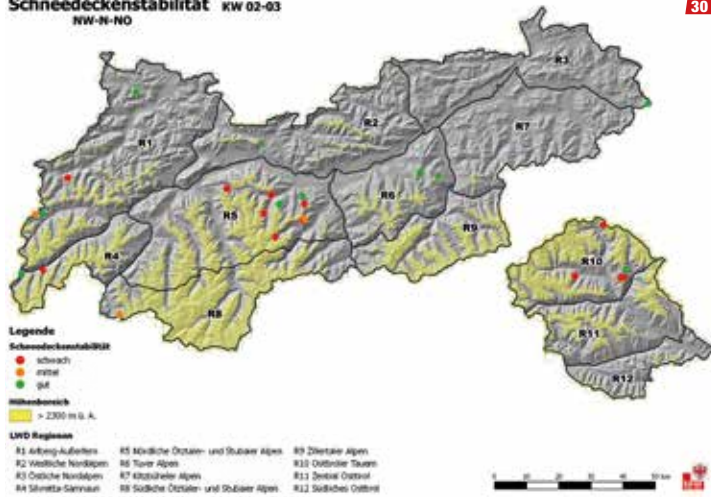 Schneedeckenstabilität KW 02-03
NW-N-NO
30
R3
R2
R1
R7
R6
R5
R9
R4
R10
R8
R11
R12
Legende
Schneedeckenstabilität
schwach
mittel
gut
Höhenbereich
> 2300 m ü. A.
LWD Regionen
R1 Arlberg-Außerfern
R2 Westliche Nordalpen
R3 Östliche Nordalpen
R4 Silvretta-Samnaun
R5 Nördliche Ötztaler- und Stubaier Alpen
R6 Tuxer Alpen
R7 Kitzbüheler Alpen
R8 Südliche Ötztaler- und Stubaier Alpen
R9 Zillertaler Alpen
R10 Osttiroler Tauern
R11 Zentral Osttirol
R12 Südliches Osttirol
0 10 20 30 40 50 km